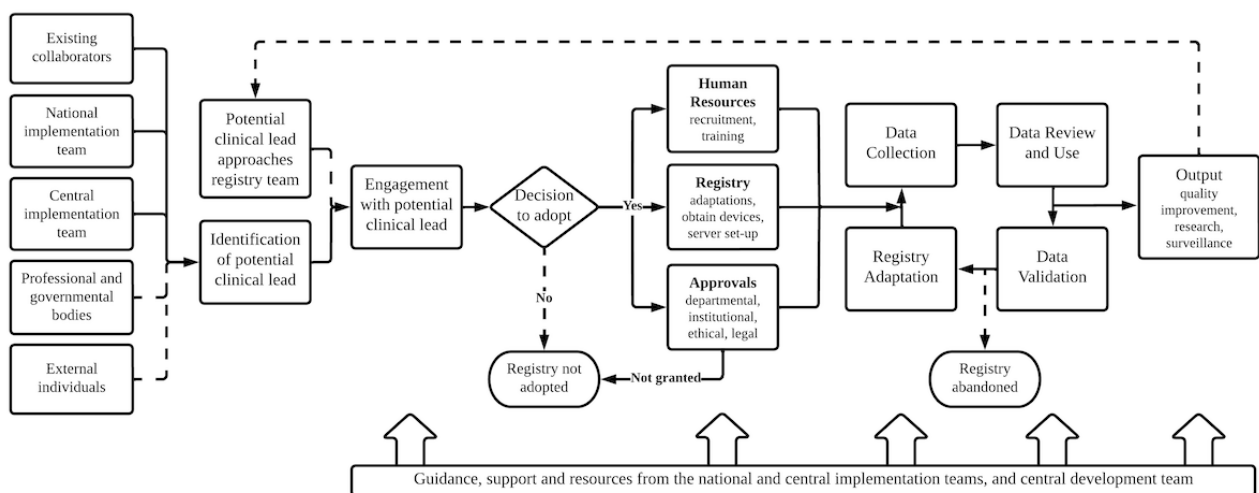 Existing
collaborators
National
implementation
team
Central
implementation
team
Professional and
governmental
bodies
External
individuals
Potential
clinical lead
approaches
registry team
Identification
of potential
clinical lead
Engagement
with potential
clinical lead
Decision
to adopt
Yes
No
Registry not
adopted
Human
Resources
recruitment,
training
Registry
adaptations,
obtain devices,
server set-up
Approvals
departmental,
institutional,
ethical, legal
Not granted
Data
Collection
Data Review
and Use
Registry
Adaptation
Data
Validation
Registry
abandoned
Output
quality
improvement,
research,
surveillance
Guidance, support and resources from the national and central implementation teams, and central development team